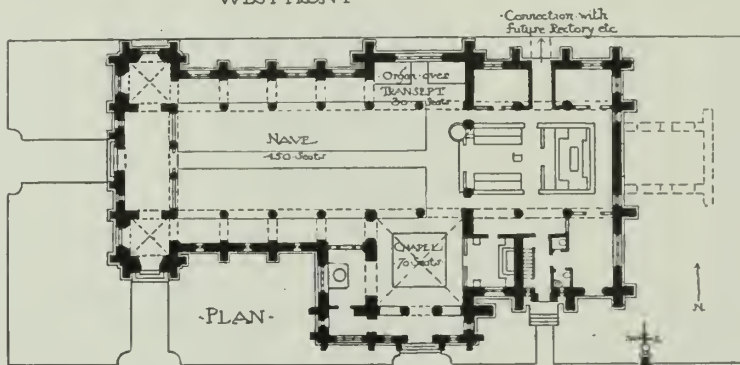 WEST FRONT
·Connection with
future Rectory etc
Organ over
TRANSEPT
30 Seats
NAVE
450 Seats
CHAPEL
70 Seats
·PLAN·
N.